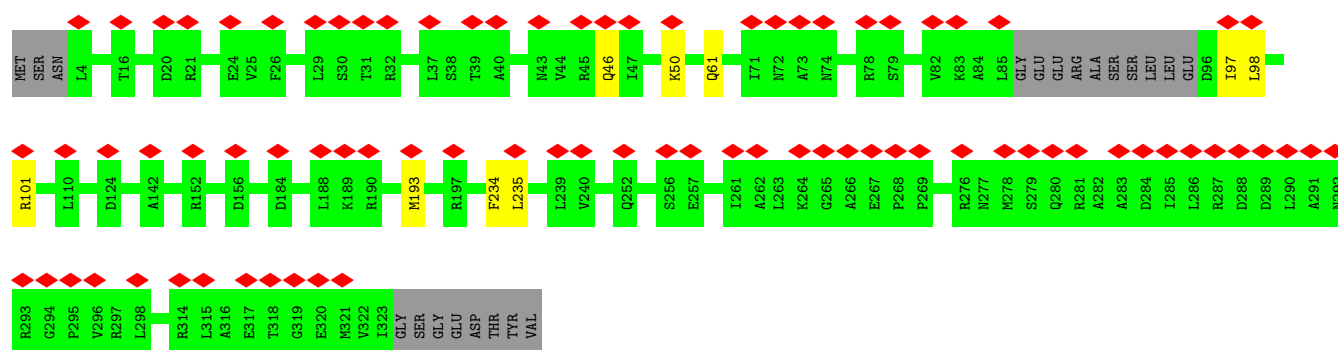 MET SER ASN L4 T16 D20 R21 E24 V25 F26 L29 S30 T31 R32 L37 S38 T39 A40 N43 V44 R45 Q46 I47 K50 Q61 I71 N72 A73 N74 R78 S79 V82 K83 A84 L85 GLY GLU GLU ARG ALA SER SER LEU LEU GLU D96 I97 L98
R101 L110 D124 A142 R152 D156 D184 L188 K189 R190 M193 R197 F234 L235 L239 V240 Q252 S256 E257 I261 A262 L263 K264 G265 A266 E267 P268 P269 R276 N277 M278 S279 Q280 R281 A282 A283 D284 I285 L286 R287 D288 D289 L290 A291 N292
R293 G294 P295 V296 R297 L298 R314 L315 A316 E317 T318 G319 E320 M321 V322 I323 GLY SER GLY GLU ASP THR TYR VAL